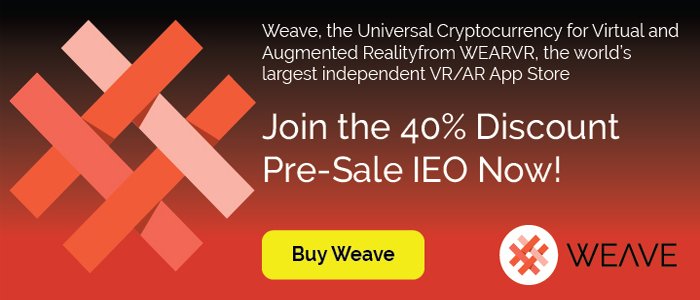 Weave, the Universal Cryptocurrency for Virtual and
Augmented Realityfrom WEARVR, the world's
largest independent VR/AR App Store
Join the 40% Discount
Pre-Sale IEO Now!
Buy Weave
WEAVE